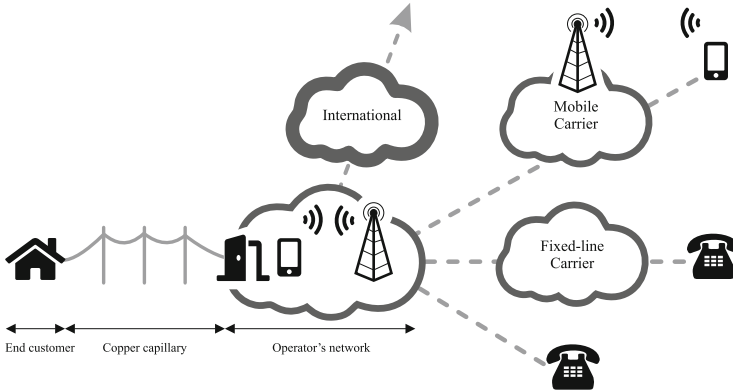 International
Mobile
Carrier
Fixed-line
Carrier
End customer
Copper capillary
Operator’s network